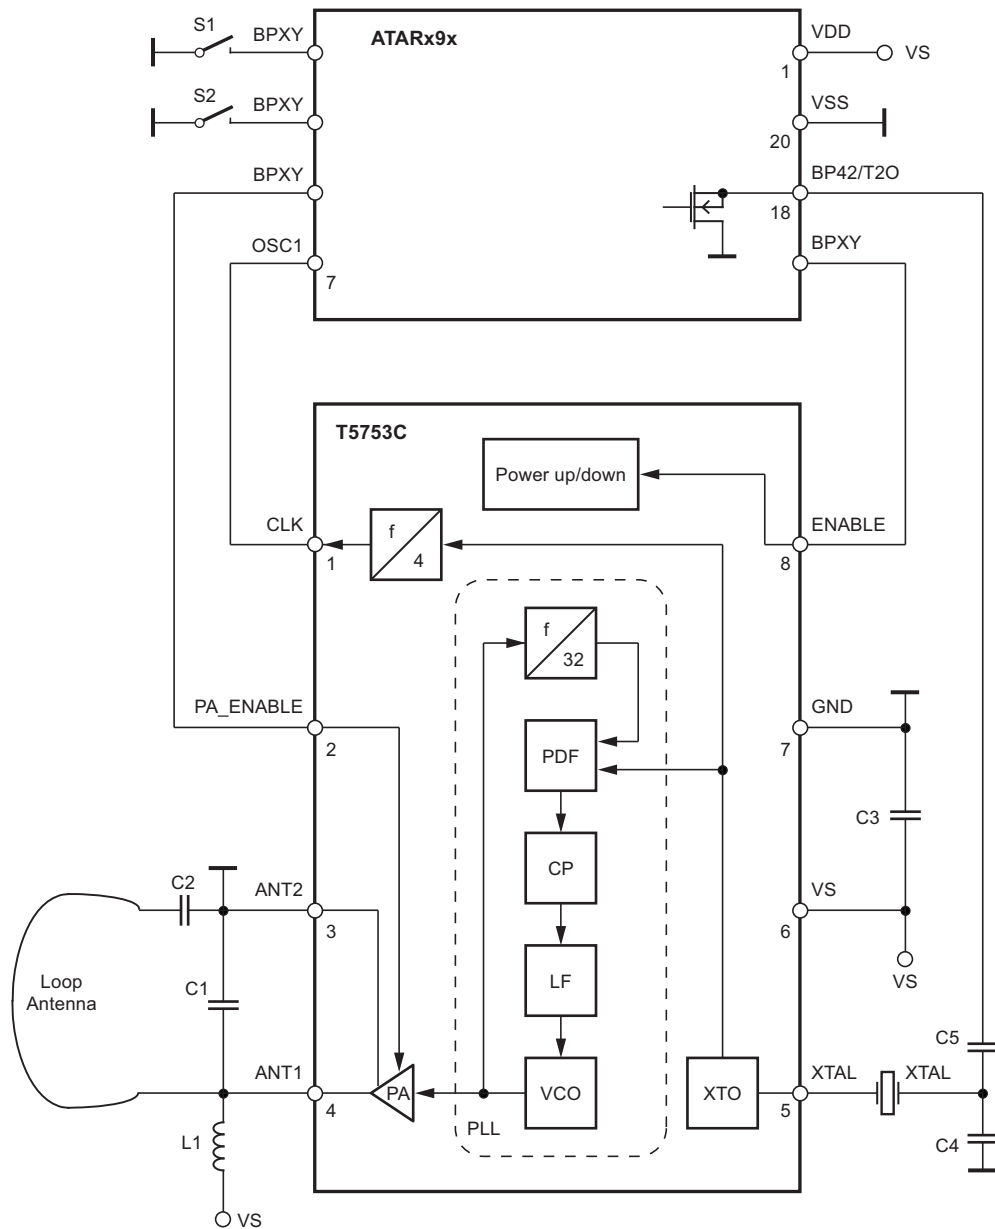 S1
BPXY
ATARx9x
VDD
1
VS
S2
BPXY
VSS
20
BPXY
BP42/T2O
18
OSC1
7
BPXY
T5753C
Power up/down
CLK
1
f
4
ENABLE
8
f
32
PA_ENABLE
2
GND
7
PDF
C3
CP
C2
ANT2
3
VS
6
Loop
Antenna
C1
LF
VS
C5
ANT1
4
PA
VCO
XTO
XTAL
5
XTAL
PLL
L1
C4
VS